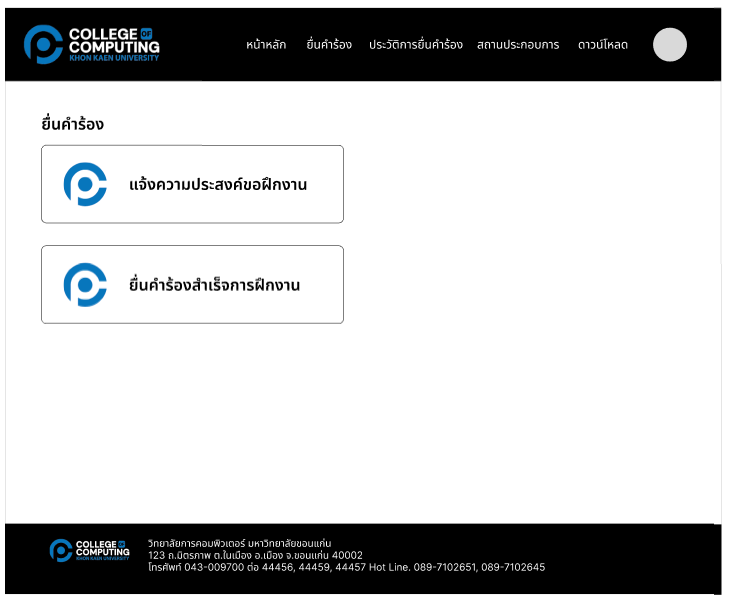 COLLEGE OF
COMPUTING
KHON KAEN UNIVERSITY
หน้าหลัก ยื่นคำร้อง ประวัติการยื่นคำร้อง สถานประกอบการ ดาวน์โหลด
ยื่นคำร้อง
แจ้งความประสงค์ขอฝึกงาน
ยื่นคำร้องสำเร็จการฝึกงาน
COLLEGE OF
COMPUTING
KHON KAEN UNIVERSITY
วิทยาลัยการคอมพิวเตอร์ มหาวิทยาลัยขอนแก่น
123 ถ.มิตรภาพ ต.ในเมือง อ.เมือง จ.ขอนแก่น 40002
โทรศัพท์ 043-009700 ต่อ 44456, 44459, 44457 Hot Line. 089-7102651, 089-7102645